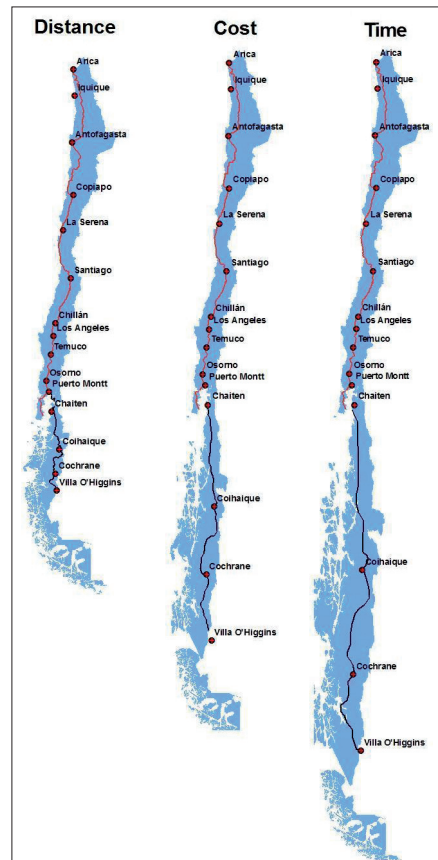 Distance
Arica
Iquique
Antofagasta
Copiapo
La Serena
Santiago
Chillán
Los Angeles
Temuco
Osorno
Puerto Montt
Chaiten
Coihaique
Cochrane
Villa O'Higgins
Cost
Arica
Iquique
Antofagasta
Copiapo
La Serena
Santiago
Chillán
Los Angeles
Temuco
Osorno
Puerto Montt
Chaiten
Coihaique
Cochrane
Villa O'Higgins
Time
Arica
Iquique
Antofagasta
Copiapo
La Serena
Santiago
Chillán
Los Angeles
Temuco
Osorno
Puerto Montt
Chaiten
Coihaique
Cochrane
Villa O'Higgins